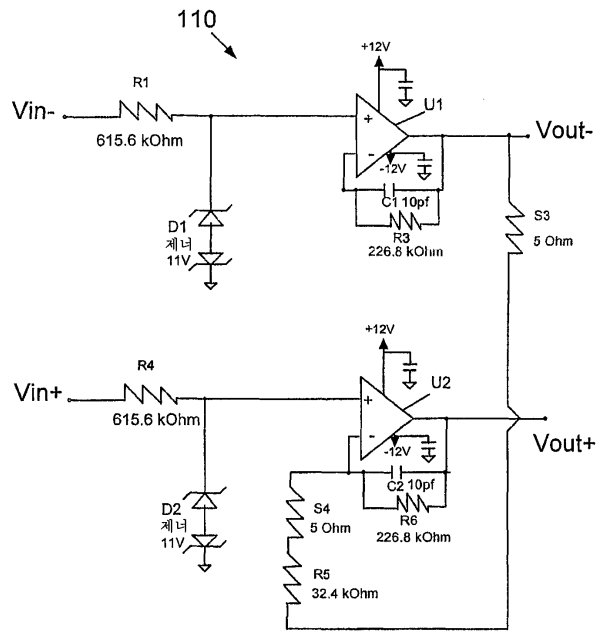 110
R1
Vin-
615.6 kOhm
+12V
U1
+
-
-12V
Vout-
C1 10pf
R3
226.8 kOhm
S3
5 Ohm
D1
제너
11V
+12V
R4
Vin+
615.6 kOhm
U2
+
-
-12V
Vout+
C2 10pf
R6
226.8 kOhm
D2
제너
11V
S4
5 Ohm
R5
32.4 kOhm